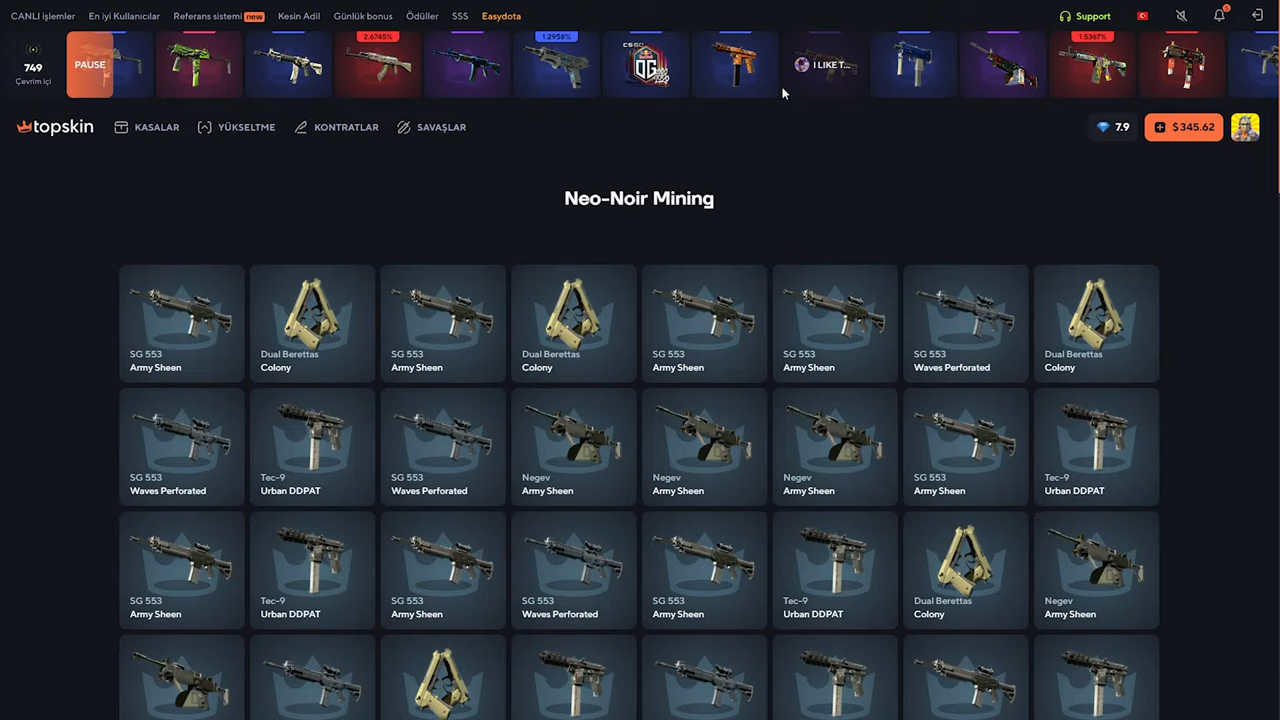 CANLI işlemler En iyi Kullanıcılar Referans sistemi new Kesin Adil Günlük bonus Ödüller SSS Easydota Support 5
749
Çevrim içi
PAUSE
2.6745%
1.2958%
CS:GO
OG
I LIKE T...
1.5367%
topskin KASALAR YÜKSELTME KONTRATLAR SAVAŞLAR 7.9 $345.62
Neo-Noir Mining
SG 553 Dual Berettas SG 553 Dual Berettas SG 553 SG 553 SG 553 Dual Berettas
Army Sheen Colony Army Sheen Colony Army Sheen Army Sheen Waves Perforated Colony
SG 553 Tec-9 SG 553 Negev Negev Negev SG 553 Tec-9
Waves Perforated Urban DDPAT Waves Perforated Army Sheen Army Sheen Army Sheen Army Sheen Urban DDPAT
SG 553 Tec-9 SG 553 SG 553 SG 553 Tec-9 Dual Berettas Negev
Army Sheen Urban DDPAT Army Sheen Waves Perforated Army Sheen Urban DDPAT Colony Army Sheen